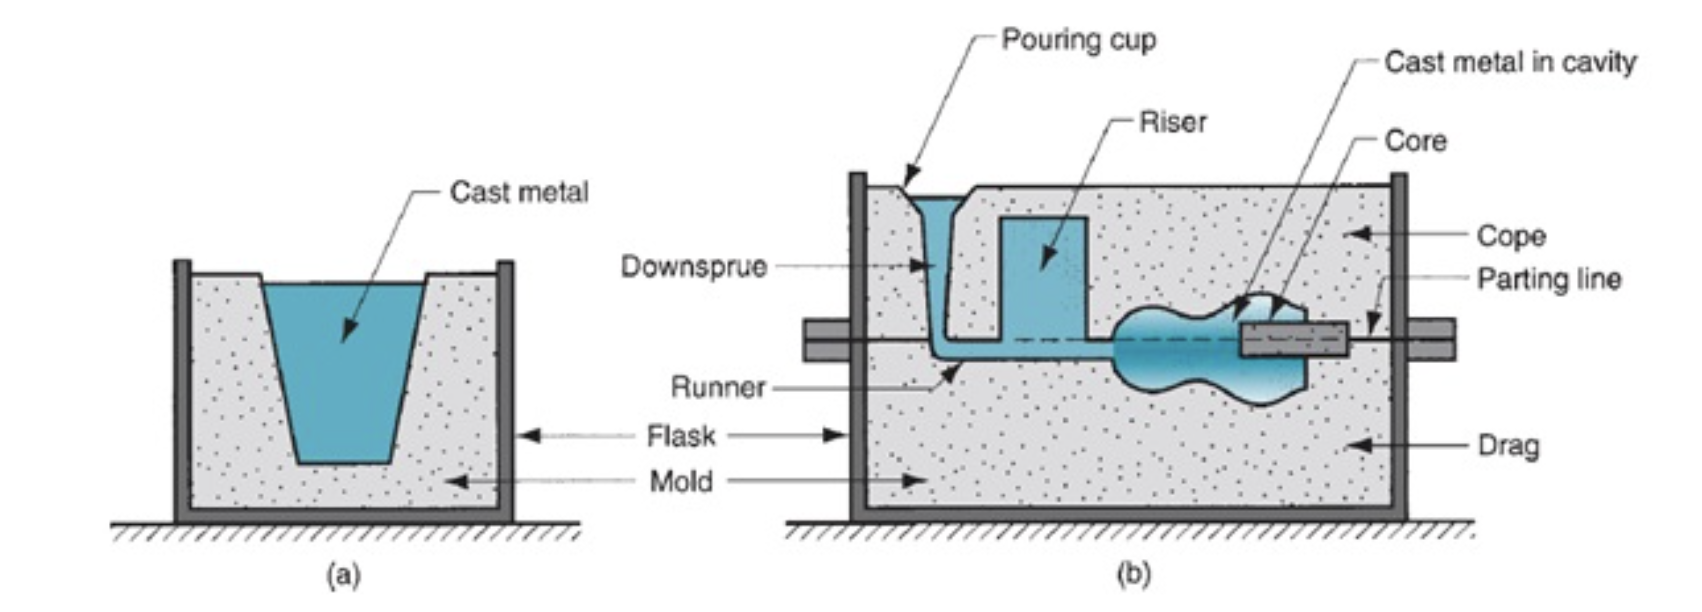 Pouring cup
Cast metal in cavity
Riser
Core
Cast metal
Cope
Downsprue
Parting line
Runner
Flask
Drag
Mold
(a)
(b)